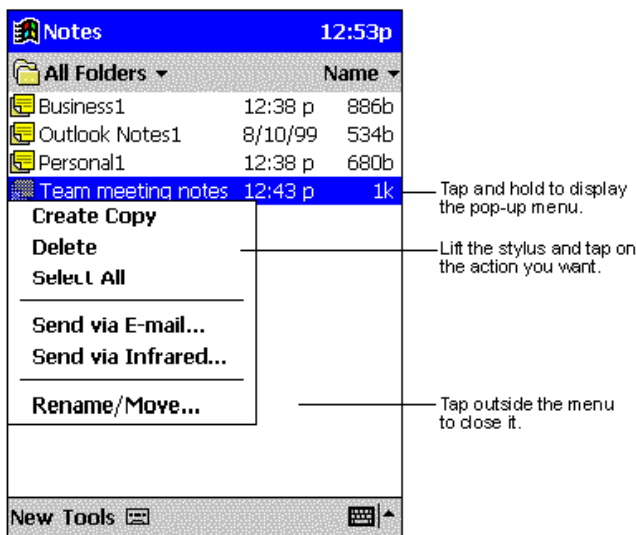 Notes 12:53p
All Folders Name
Business1 12:38 p 886b
Outlook Notes1 8/10/99 534b
Personal1 12:38 p 680b
Team meeting notes 12:43 p 1k
Create Copy
Delete
Select All
Send via E-mail...
Send via Infrared...
Rename/Move...
New Tools
Tap and hold to display
the pop-up menu.
Lift the stylus and tap on
the action you want.
Tap outside the menu
to close it.